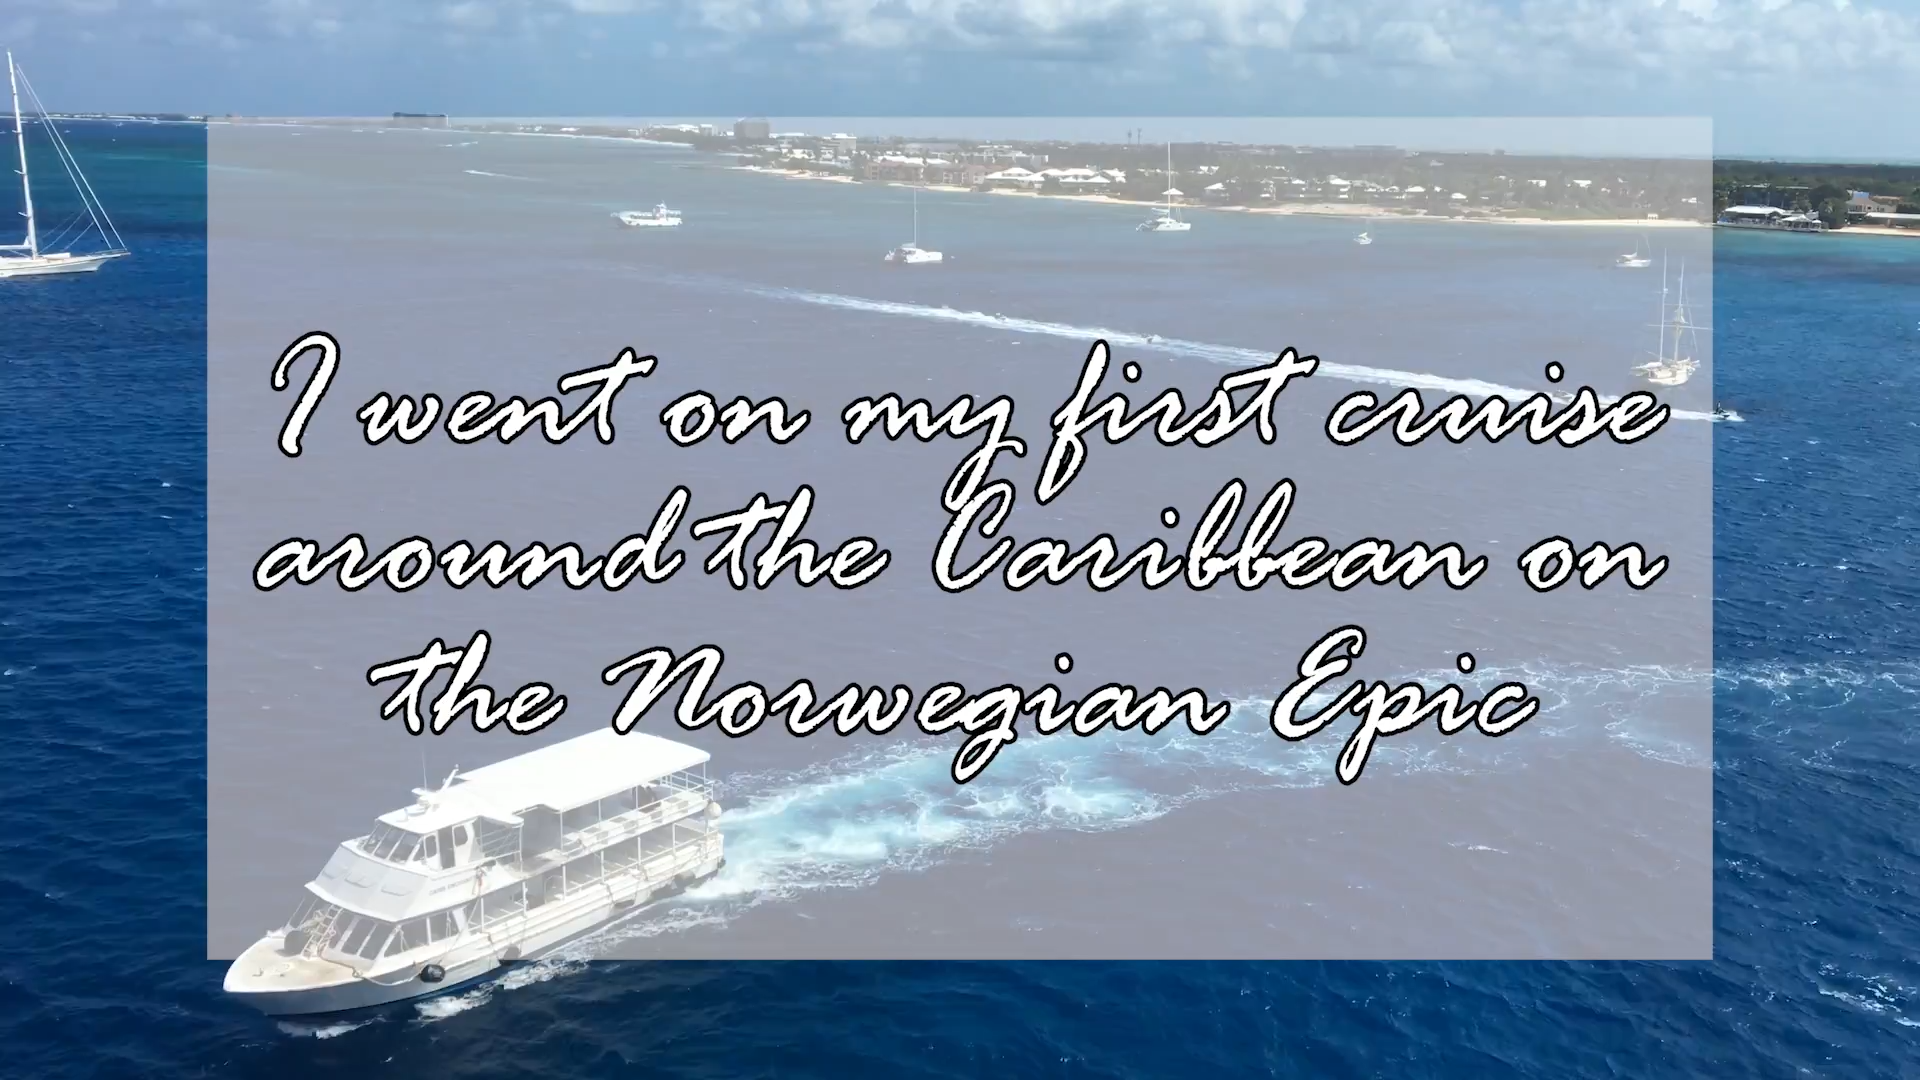 I went on my first cruise
around the Caribbean on
the Norwegian Epic